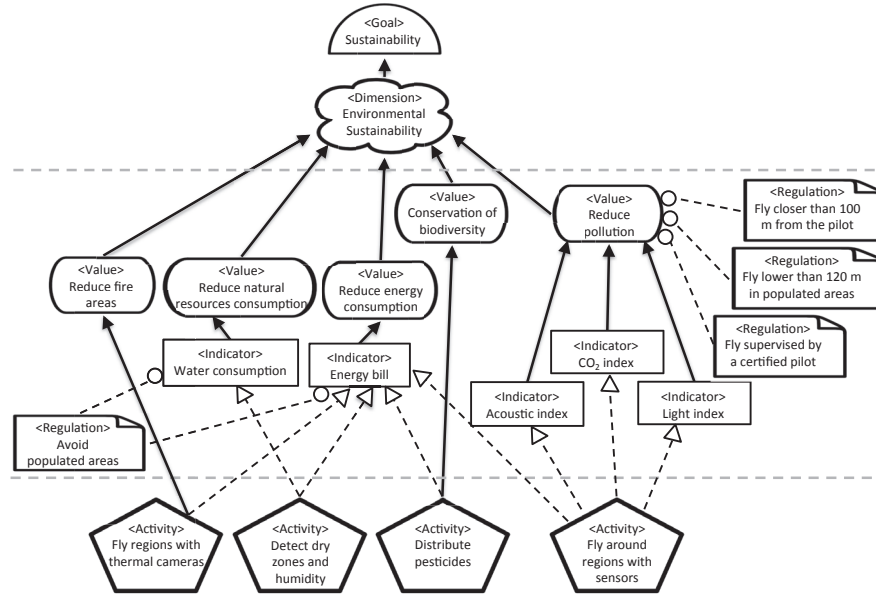 <Goal>
Sustainability
<Dimension>
Environmental
Sustainability
<Value>
Conservation of
biodiversity
<Value>
Reduce
pollution
<Regulation>
Fly closer than 100
m from the pilot
<Regulation>
Fly lower than 120 m
in populated areas
<Regulation>
Fly supervised by
a certified pilot
<Value>
Reduce fire
areas
<Value>
Reduce natural
resources consumption
<Value>
Reduce energy
consumption
<Indicator>
Water consumption
<Indicator>
Energy bill
<Indicator>
CO₂ index
<Indicator>
Acoustic index
<Indicator>
Light index
<Regulation>
Avoid
populated areas
<Activity>
Fly regions with
thermal cameras
<Activity>
Detect dry
zones and
humidity
<Activity>
Distribute
pesticides
<Activity>
Fly around
regions with
sensors